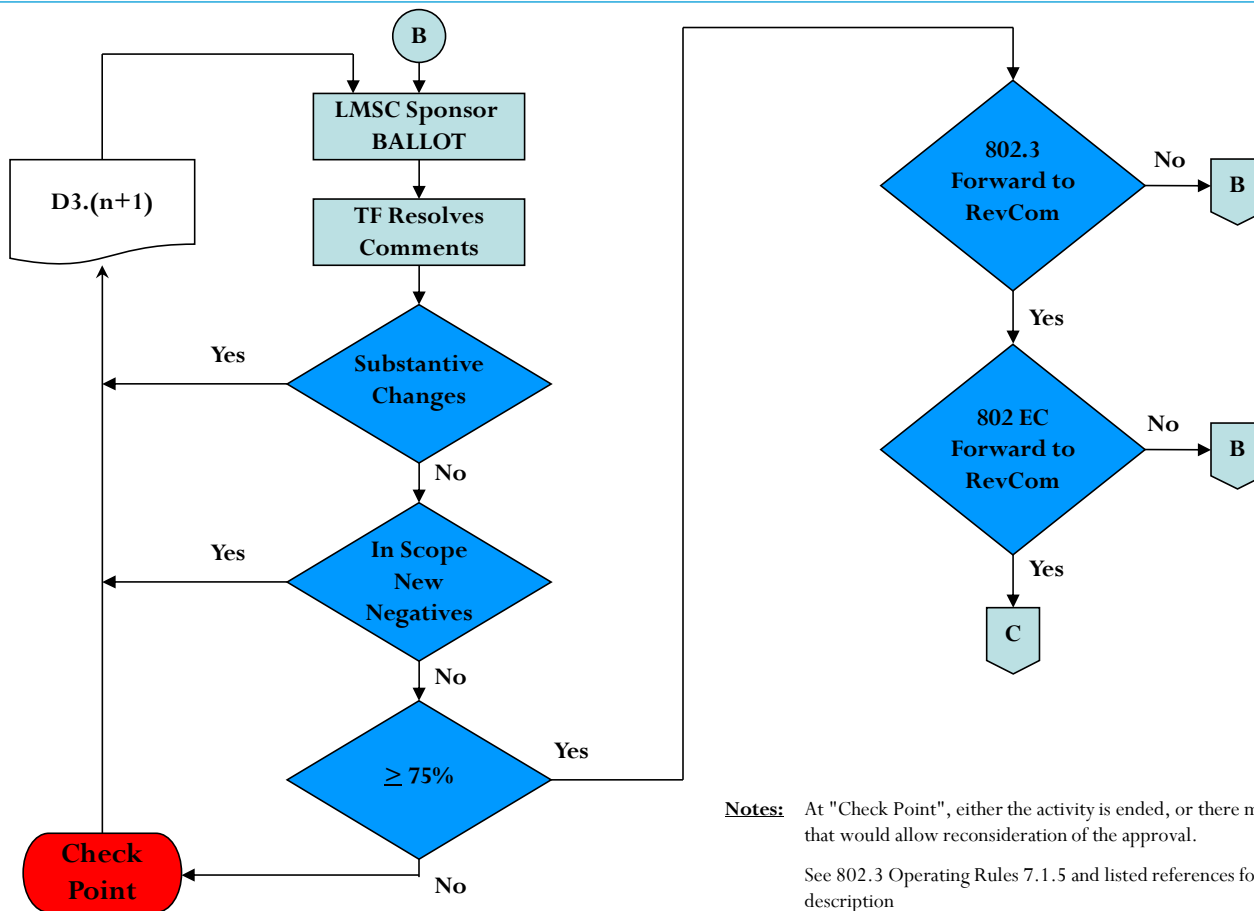 B
LMSC Sponsor
BALLOT
D3.(n+1)
TF Resolves
Comments
Yes
Substantive
Changes
No
Yes
In Scope
New
Negatives
No
≥ 75%
Yes
No
Check
Point
802.3
Forward to
RevCom
No
B
Yes
802 EC
Forward to
RevCom
No
B
Yes
C
Notes: At "Check Point", either the activity is ended, or there
that would allow reconsideration of the approval.
See 802.3 Operating Rules 7.1.5 and listed references
description